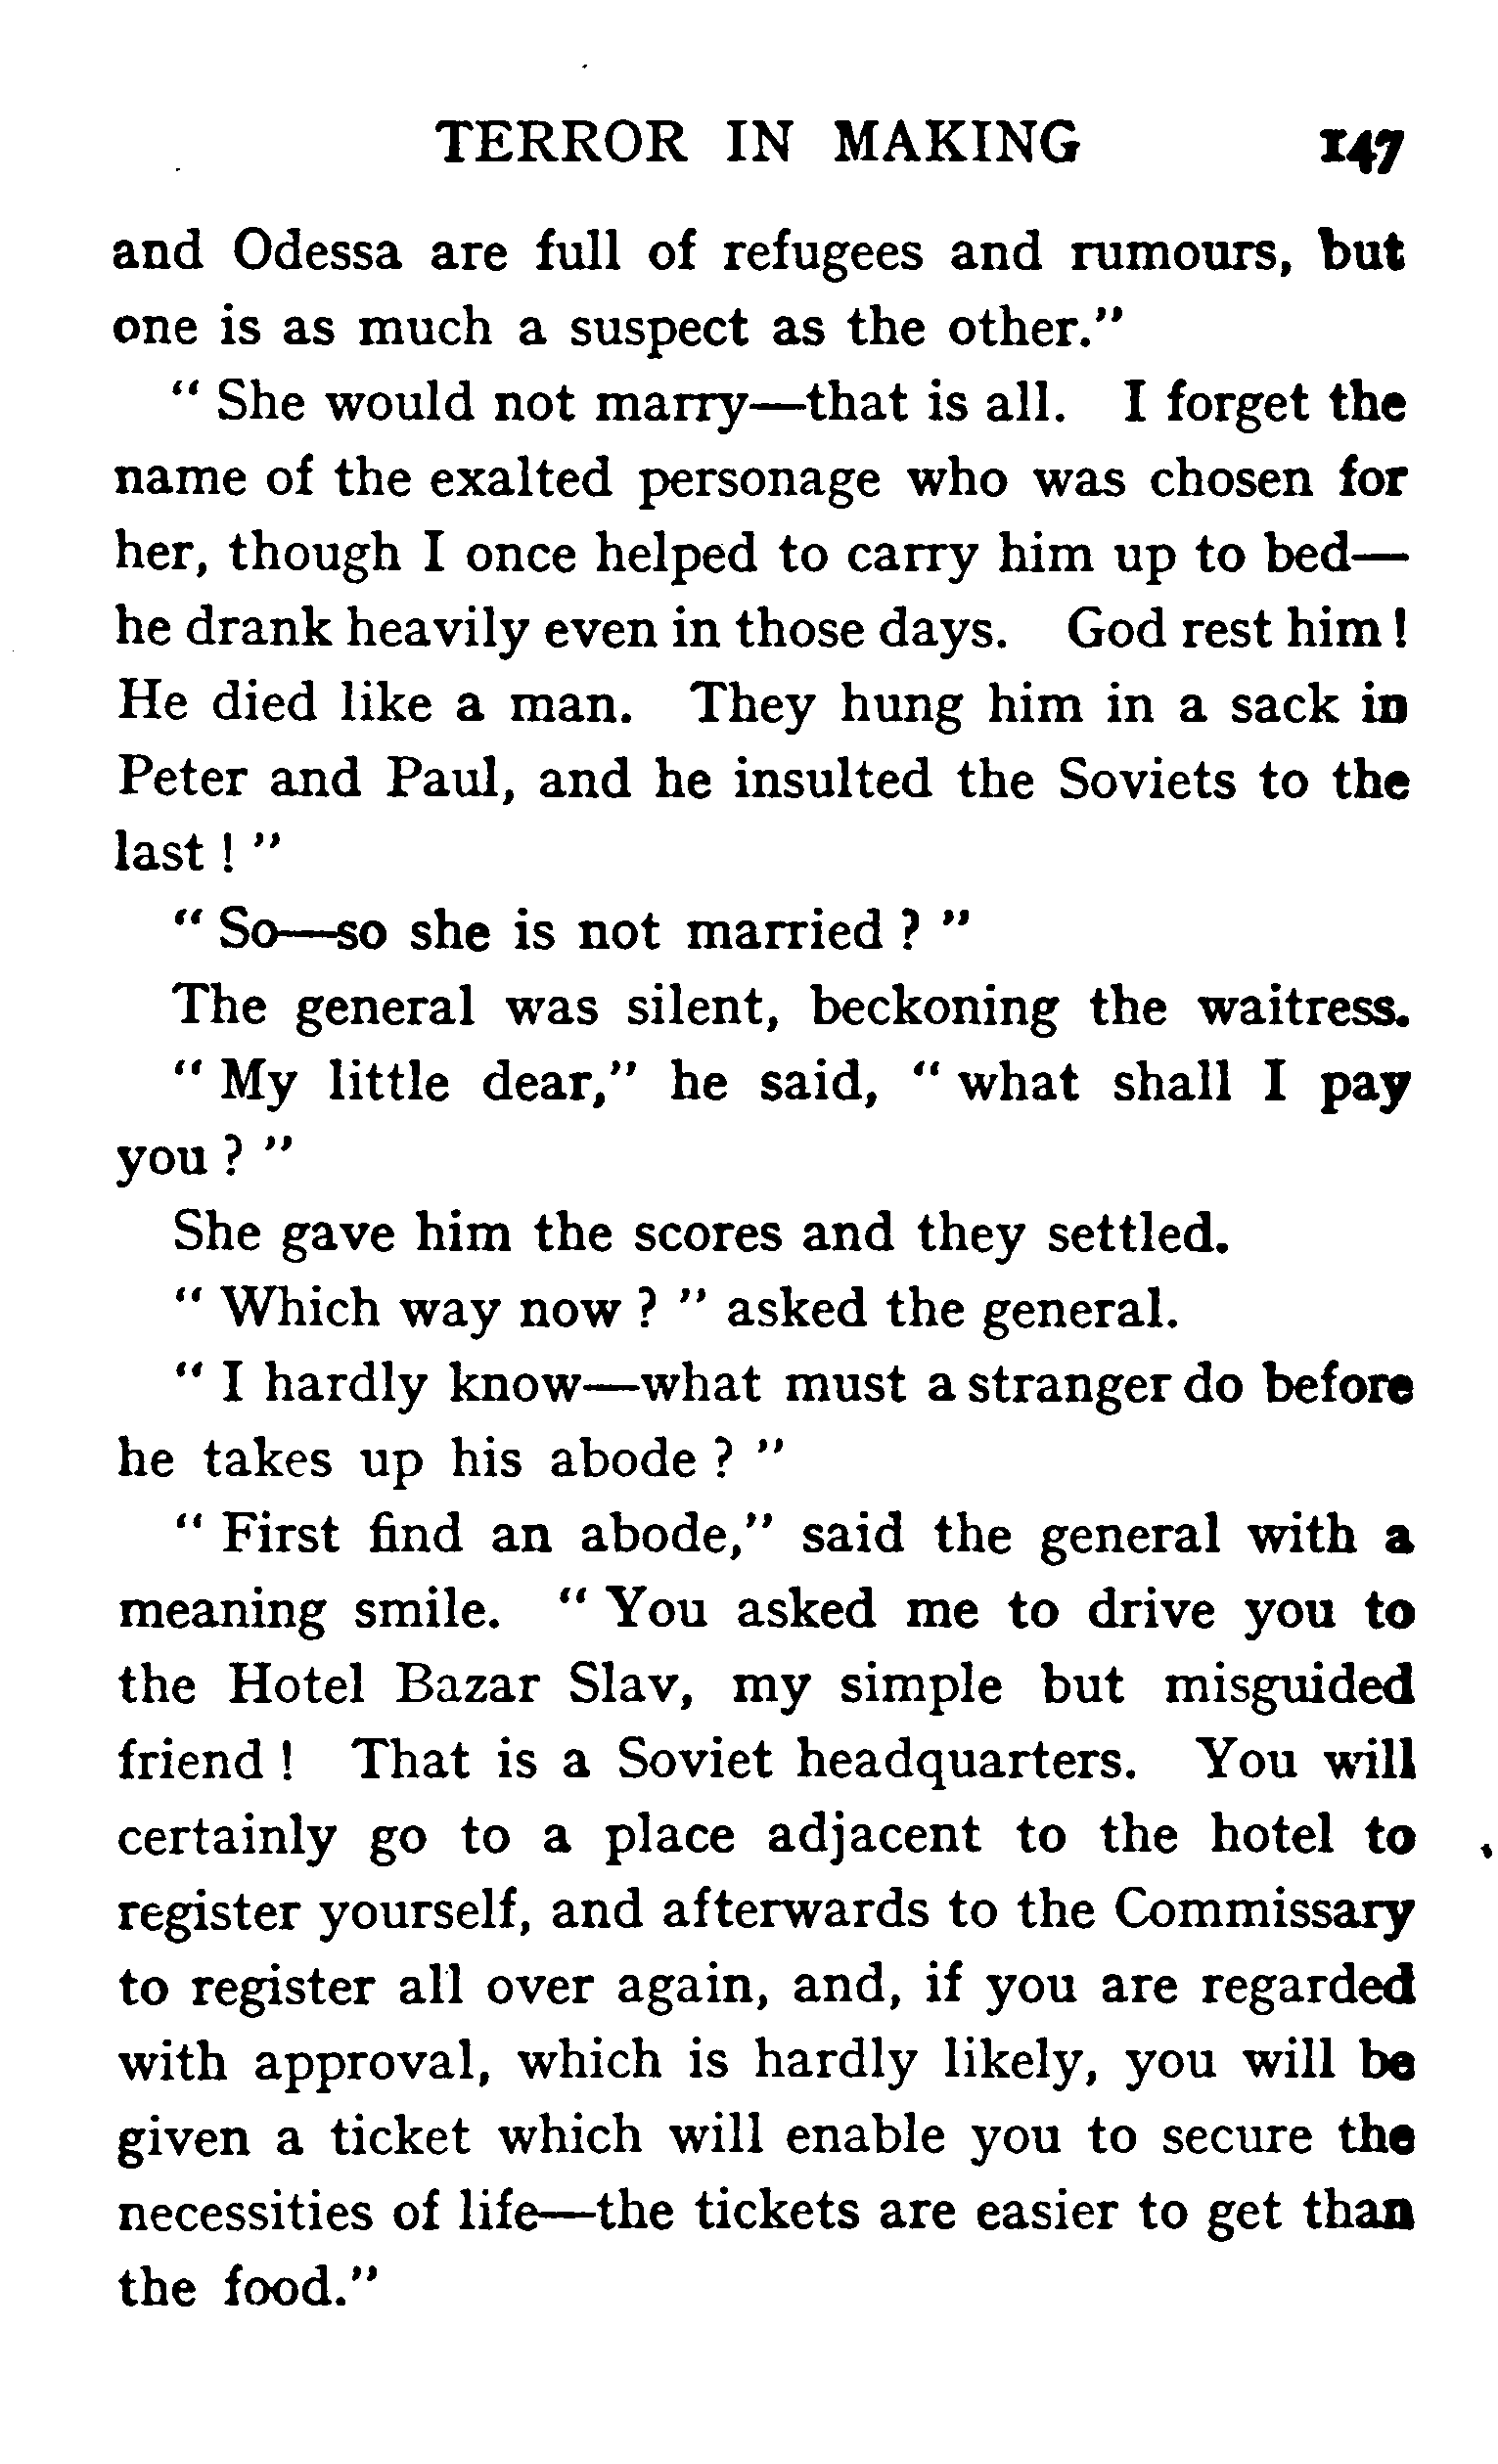 TERROR IN MAKING 147
and Odessa are full of refugees and rumours, but
one is as much a suspect as the other."
" She would not marry—that is all. I forget the
name of the exalted personage who was chosen for
her, though I once helped to carry him up to bed—
he drank heavily even in those days. God rest him !
He died like a man. They hung him in a sack in
Peter and Paul, and he insulted the Soviets to the
last ! "
" So—so she is not married ? "
The general was silent, beckoning the waitress.
" My little dear," he said, " what shall I pay
you ? "
She gave him the scores and they settled.
" Which way now ? " asked the general.
" I hardly know—what must a stranger do before
he takes up his abode ? "
" First find an abode," said the general with a
meaning smile. " You asked me to drive you to
the Hotel Bazar Slav, my simple but misguided
friend ! That is a Soviet headquarters. You will
certainly go to a place adjacent to the hotel to
register yourself, and afterwards to the Commissary
to register all over again, and, if you are regarded
with approval, which is hardly likely, you will be
given a ticket which will enable you to secure the
necessities of life—the tickets are easier to get than
the food."